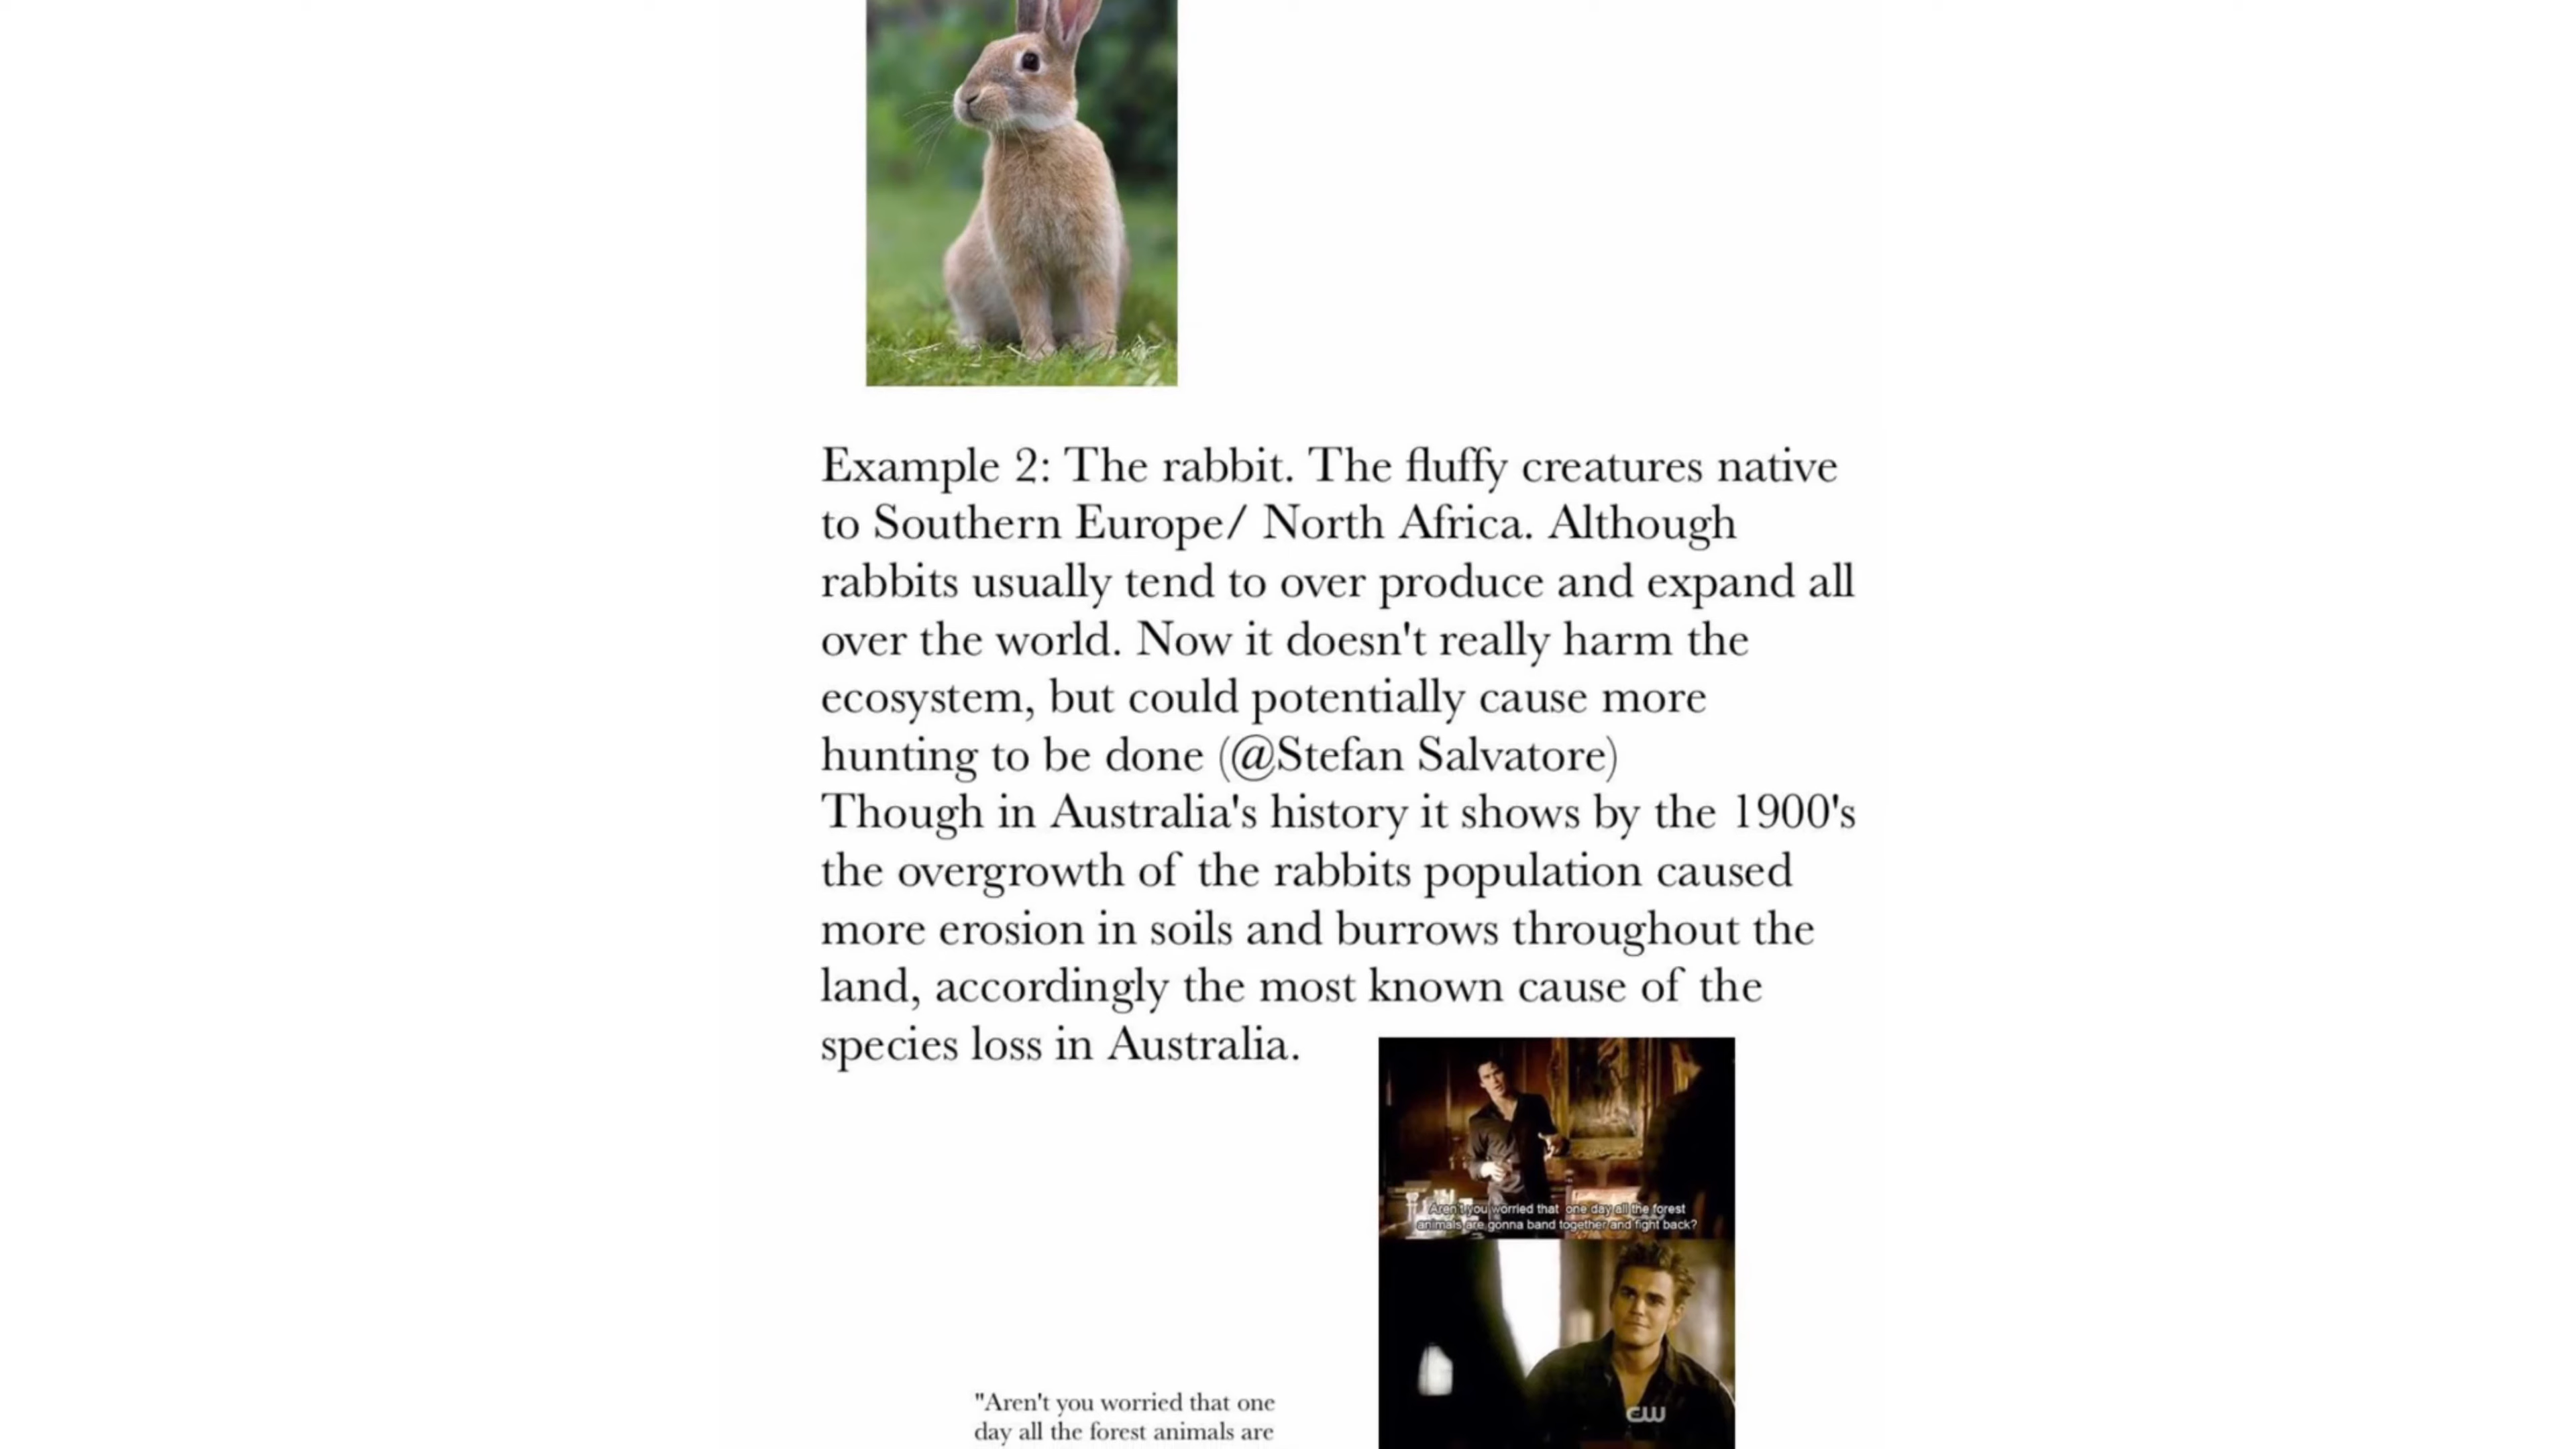 Example 2: The rabbit. The fluffy creatures native
to Southern Europe/ North Africa. Although
rabbits usually tend to over produce and expand all
over the world. Now it doesn't really harm the
ecosystem, but could potentially cause more
hunting to be done (@Stefan Salvatore)
Though in Australia's history it shows by the 1900's
the overgrowth of the rabbits population caused
more erosion in soils and burrows throughout the
land, accordingly the most known cause of the
species loss in Australia.
Aren't you worried that one day all the forest
animals are gonna band together and fight back?
CW
"Aren't you worried that one
day all the forest animals are